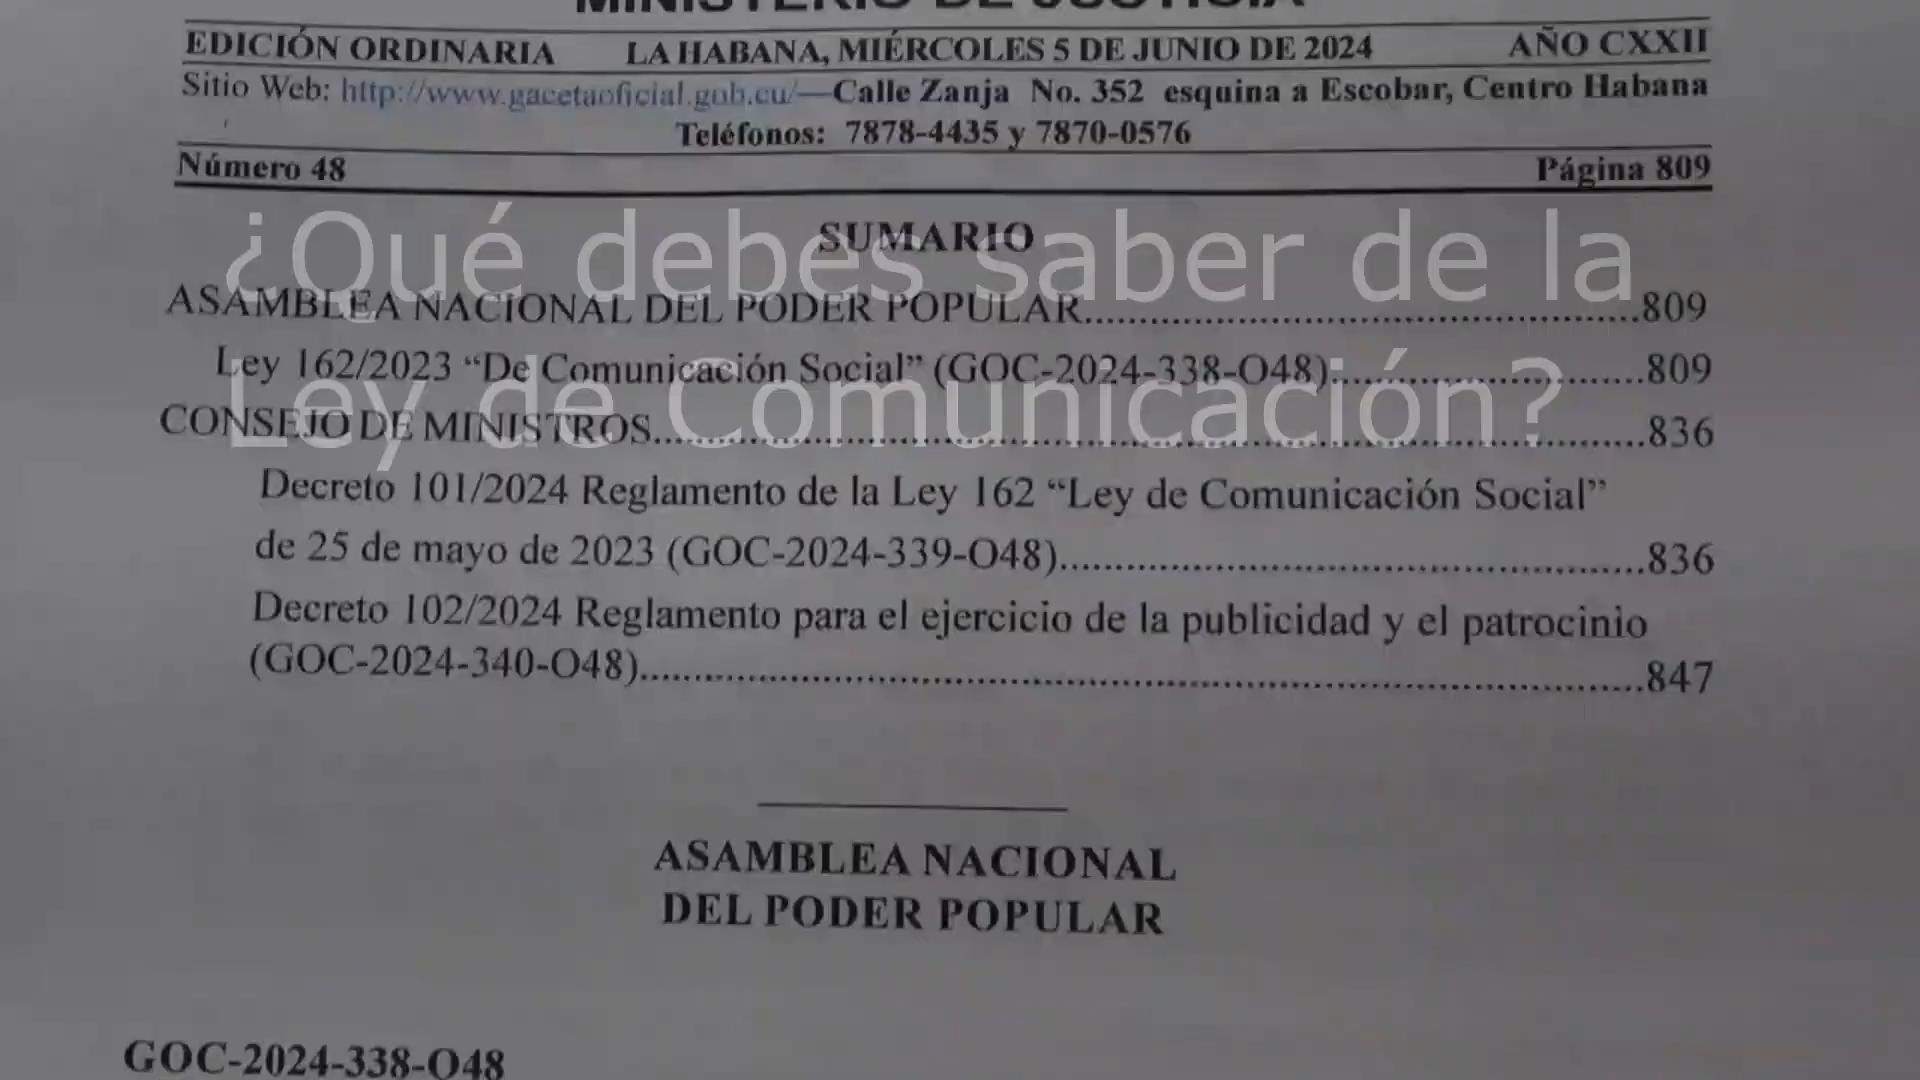 MINISTERIO DE JUSTICIA
EDICIÓN ORDINARIA LA HABANA, MIÉRCOLES 5 DE JUNIO DE 2024 AÑO CXXII
Sitio Web: http://www.gacetaoficial.gob.cu/—Calle Zanja No. 352 esquina a Escobar, Centro Habana
Teléfonos: 7878-4435 y 7870-0576
Número 48 Página 809
¿Qué debes saber de la
Ley de Comunicación?
SUMARIO
ASAMBLEA NACIONAL DEL PODER POPULAR......809
Ley 162/2023 “De Comunicación Social” (GOC-2024-338-O48)......809
CONSEJO DE MINISTROS......836
Decreto 101/2024 Reglamento de la Ley 162 “Ley de Comunicación Social”
de 25 de mayo de 2023 (GOC-2024-339-O48)......836
Decreto 102/2024 Reglamento para el ejercicio de la publicidad y el patrocinio
(GOC-2024-340-O48)......847
ASAMBLEA NACIONAL
DEL PODER POPULAR
GOC-2024-338-O48